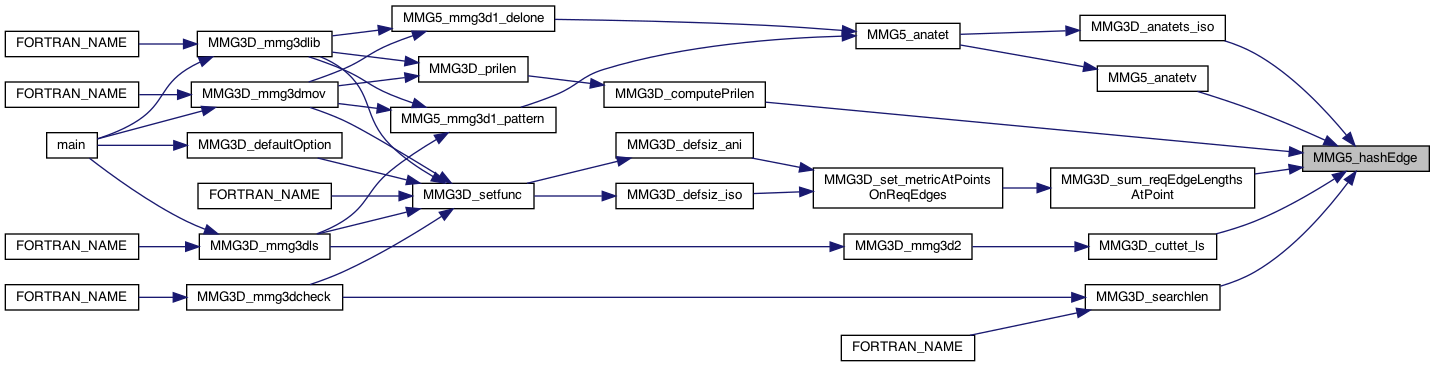 MMG5_mmg3d1_delone
MMG3D_anatets_iso
FORTRAN_NAME
MMG3D_mmg3dlib
MMG5_anatet
MMG3D_prilen
MMG5_anatetv
FORTRAN_NAME
MMG3D_mmg3dmov
MMG3D_computePrilen
MMG5_mmg3d1_pattern
main
MMG3D_defaultOption
MMG3D_defsiz_ani
MMG5_hashEdge
MMG3D_set_metricAtPoints
OnReqEdges
MMG3D_sum_reqEdgeLengths
AtPoint
FORTRAN_NAME
MMG3D_setfunc
MMG3D_defsiz_iso
FORTRAN_NAME
MMG3D_mmg3dls
MMG3D_mmg3d2
MMG3D_cuttet_ls
FORTRAN_NAME
MMG3D_mmg3dcheck
MMG3D_searchlen
FORTRAN_NAME